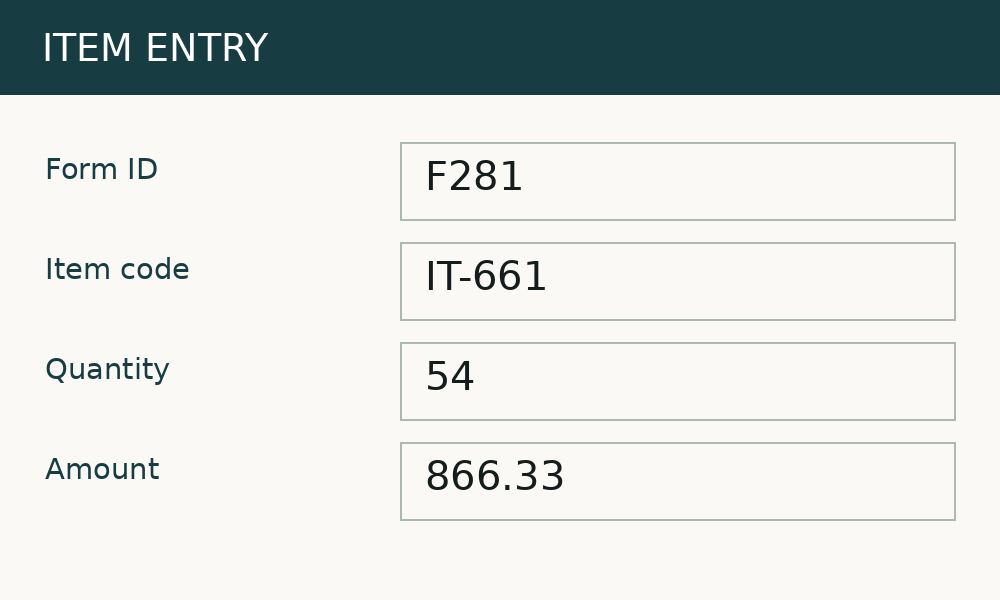 ITEM ENTRY
Form ID F281
Item code IT-661
Quantity 54
Amount 866.33